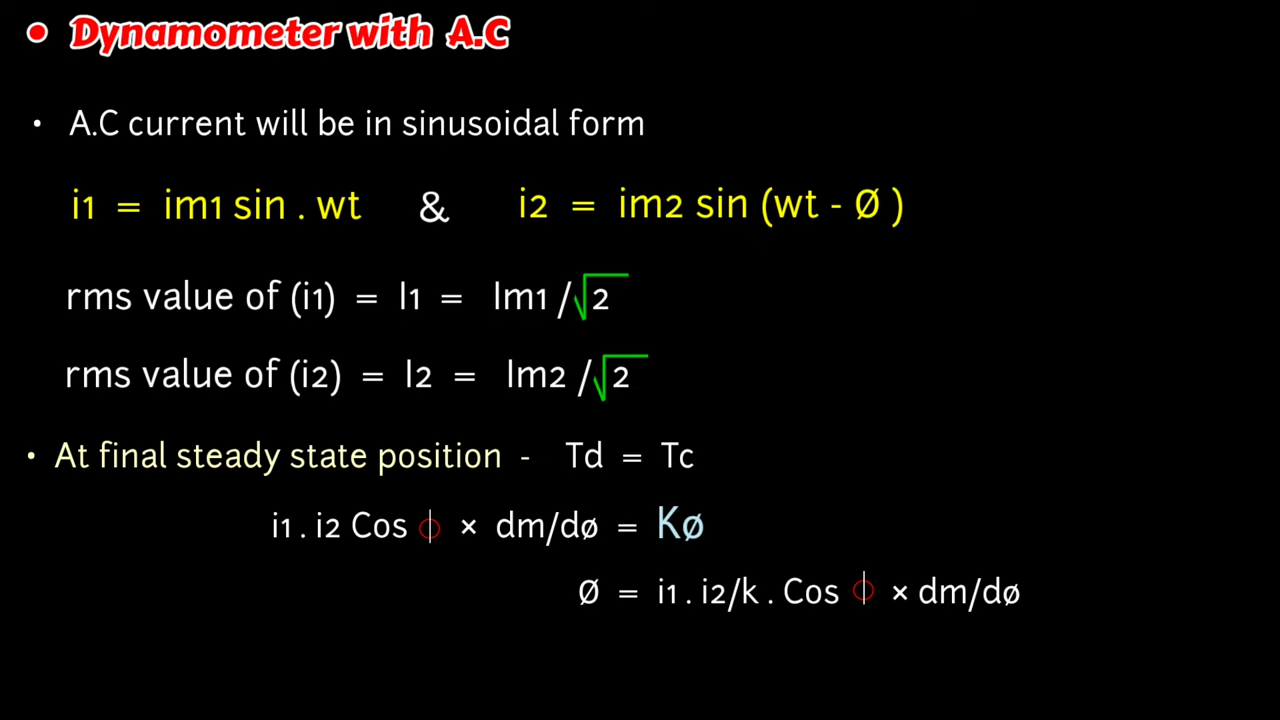 • Dynamometer with A.C
• A.C current will be in sinusoidal form
i1 = im1 sin . wt & i2 = im2 sin (wt - Ø )
rms value of (i1) = I1 = Im1 /√2
rms value of (i2) = I2 = Im2 /√2
• At final steady state position - Td = Tc
i1 . i2 Cos ϕ × dm/dø = Kø
Ø = i1 . i2/k . Cos ϕ × dm/dø